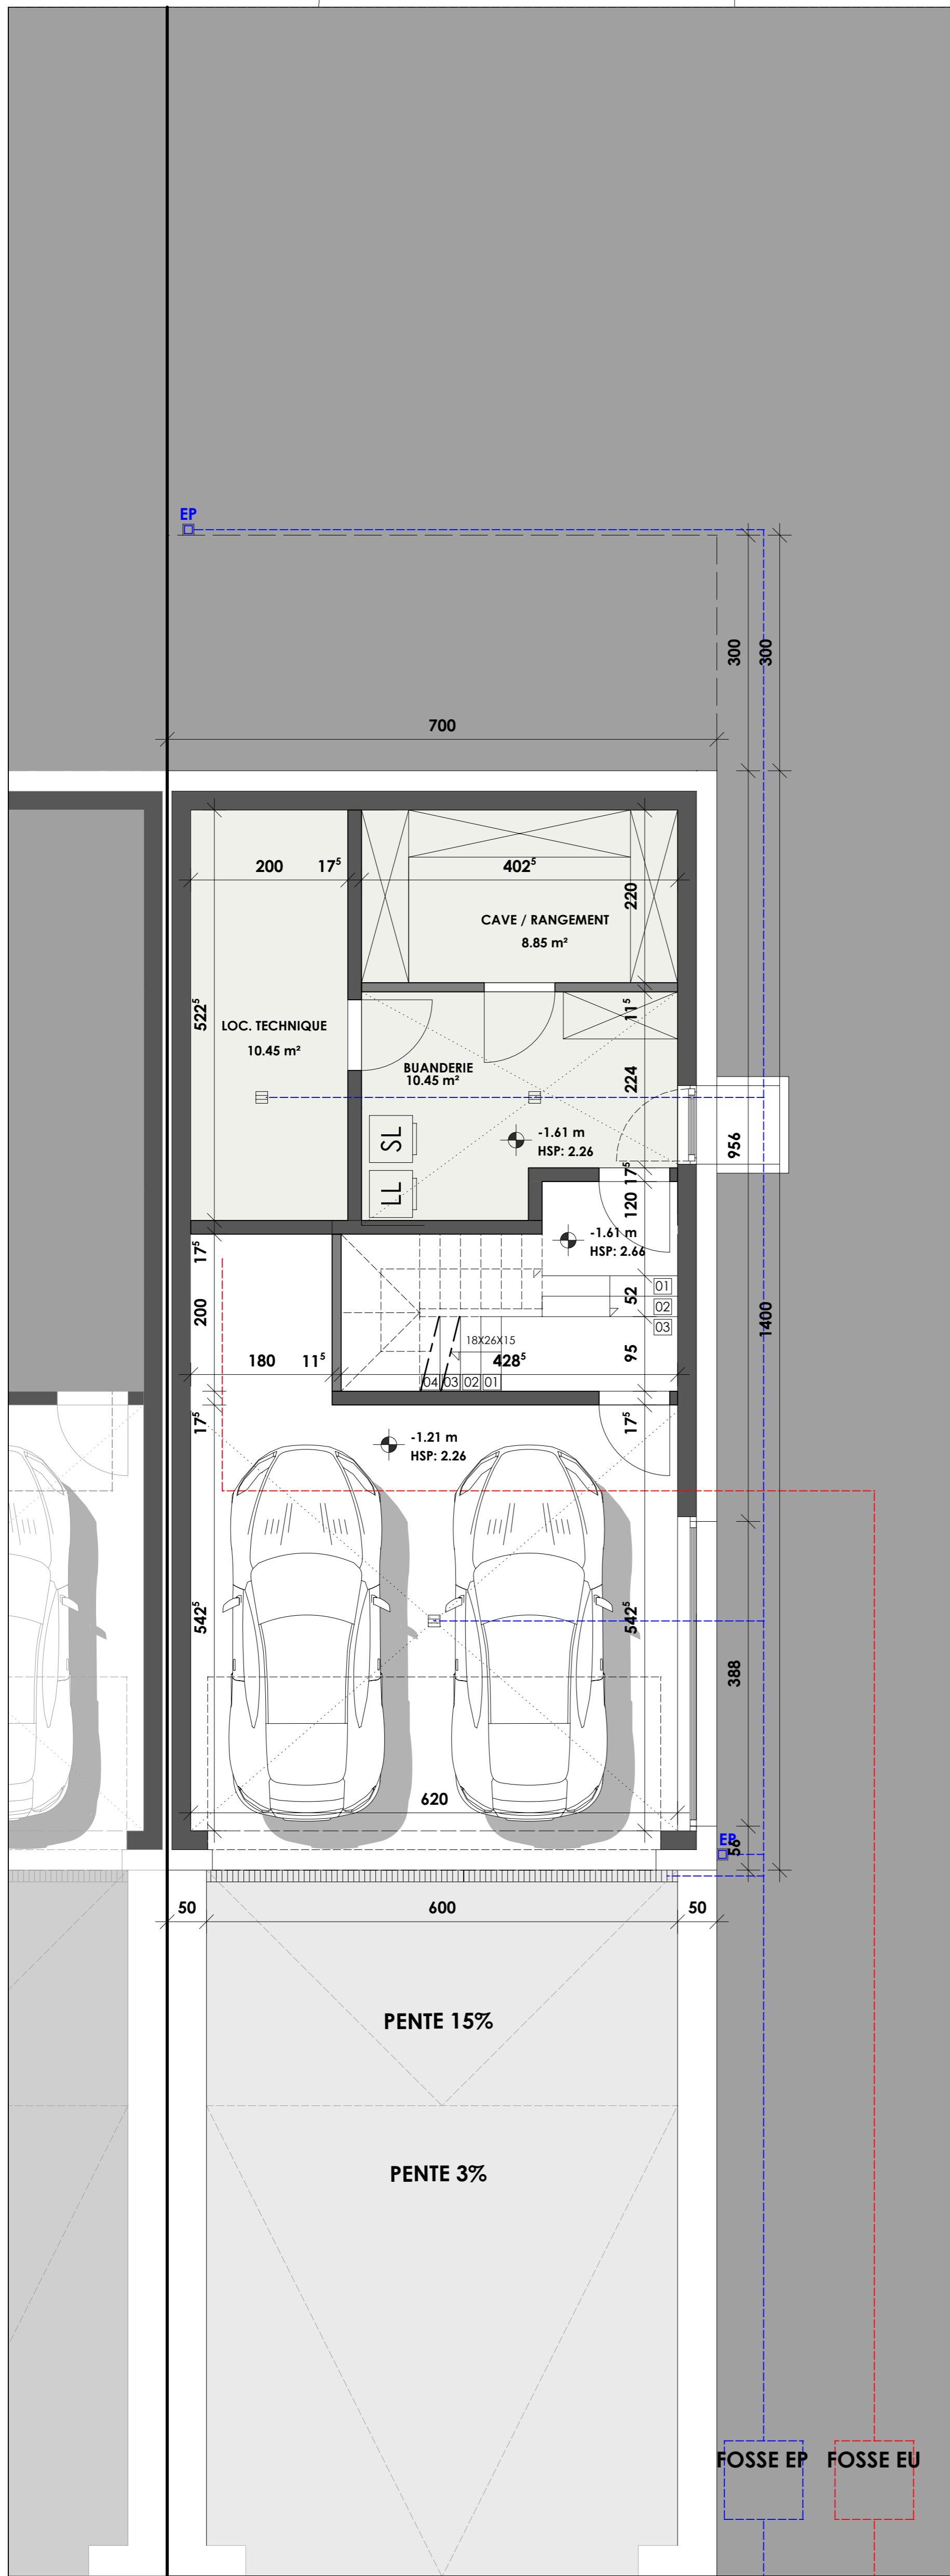 EP
300
300
700
200
17⁵
402⁵
220
CAVE / RANGEMENT
8.85 m²
522⁵
11⁵
LOC. TECHNIQUE
10.45 m²
BUANDERIE
10.45 m²
224
SL
-1.61 m
HSP: 2.26
956
LL
17⁵
120
-1.61 m
HSP: 2.66
17⁵
01
52
02
200
03
1400
18X26X15
95
180
11⁵
428⁵
04
03
02
01
17⁵
17⁵
-1.21 m
HSP: 2.26
542⁵
542⁵
388
620
EP
56
50
600
50
PENTE 15%
PENTE 3%
FOSSE EP
FOSSE EU